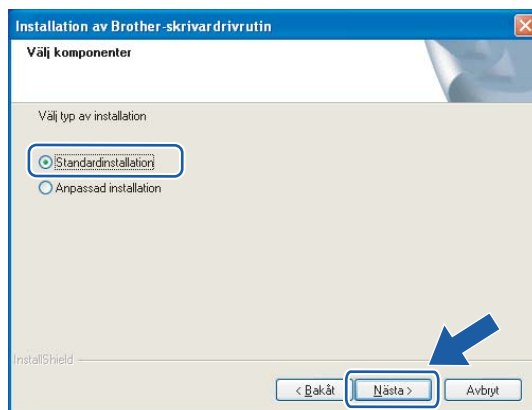 Installation av Brother-skrivardrivrutin
Välj komponenter
Välj typ av installation
Standardinstallation
Anpassad installation
InstallShield
< Bakåt
Nästa >
Avbryt